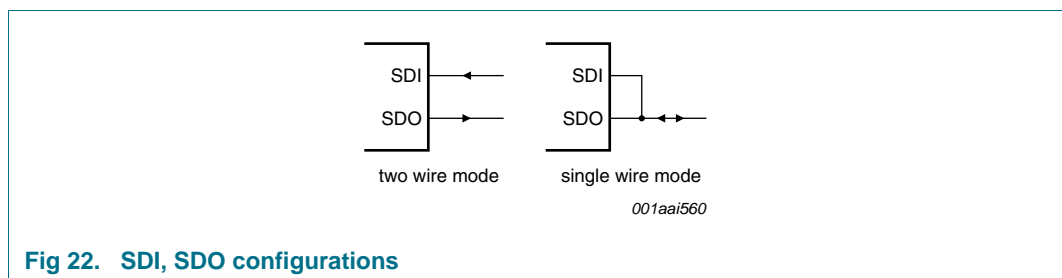 SDI
SDO
two wire mode
SDI
SDO
single wire mode
001aai560
Fig 22. SDI, SDO configurations